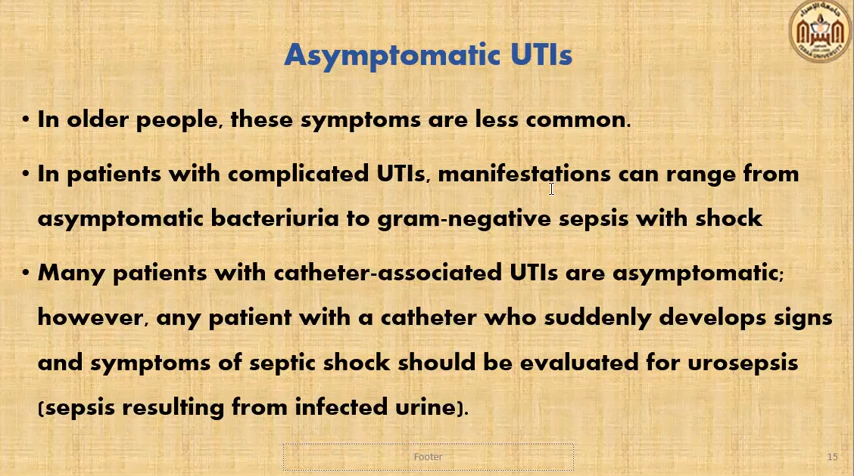 Asymptomatic UTIs
• In older people, these symptoms are less common.
• In patients with complicated UTIs, manifestations can range from
asymptomatic bacteriuria to gram-negative sepsis with shock
• Many patients with catheter-associated UTIs are asymptomatic;
however, any patient with a catheter who suddenly develops signs
and symptoms of septic shock should be evaluated for urosepsis
(sepsis resulting from infected urine).
Footer
15